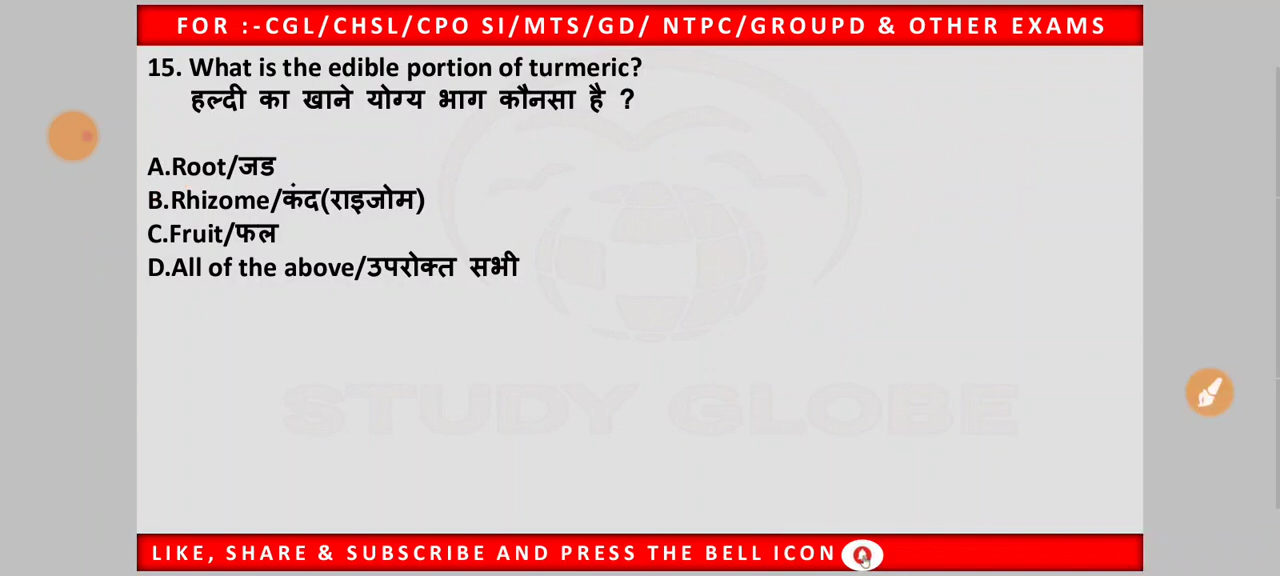 FOR :-CGL/CHSL/CPO SI/MTS/GD/ NTPC/GROUPD & OTHER EXAMS
15. What is the edible portion of turmeric?
हल्दी का खाने योग्य भाग कौनसा है ?
A.Root/जड
B.Rhizome/कंद(राइजोम)
C.Fruit/फल
D.All of the above/उपरोक्त सभी
STUDY GLOBE
LIKE, SHARE & SUBSCRIBE AND PRESS THE BELL ICON